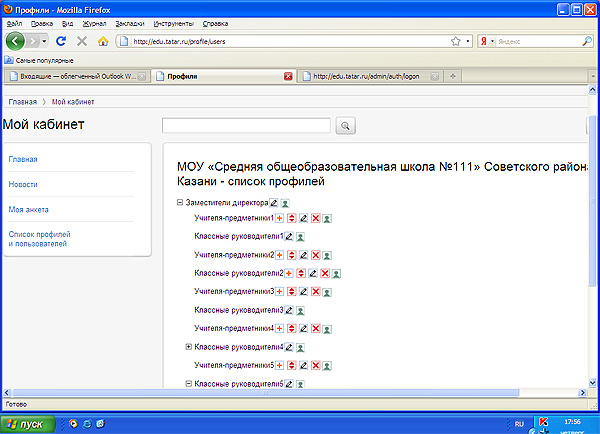 Профили - Mozilla Firefox
Файл Правка Вид Журнал Закладки Инструменты Справка
http://edu.tatar.ru/profile/users
Яндекс
Самые популярные
Входящие — облегченный Outlook W...
Профили
http://edu.tatar.ru/admin/auth/logon
Главная > Мой кабинет
Мой кабинет
Главная
Новости
Моя анкета
Список профилей
и пользователей
МОУ «Средняя общеобразовательная школа №111» Советского района
Казани - список профилей
Заместители директора
Учителя-предметники1
Классные руководители1
Учителя-предметники2
Классные руководители2
Учителя-предметники3
Классные руководители3
Учителя-предметники4
Классные руководители4
Учителя-предметники5
Классные руководители5
Готово
пуск
RU
17:56
четверг